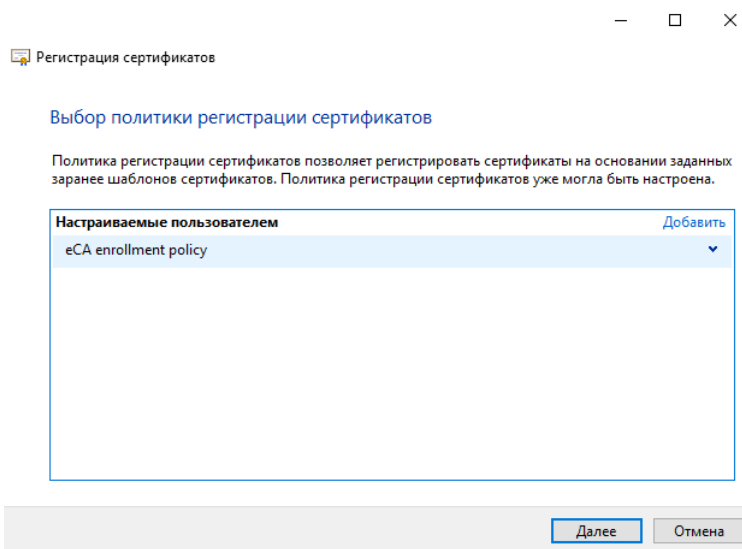 Регистрация сертификатов
Выбор политики регистрации сертификатов
Политика регистрации сертификатов позволяет регистрировать сертификаты на основании заданных
заранее шаблонов сертификатов. Политика регистрации сертификатов уже могла быть настроена.
Настраиваемые пользователем Добавить
eCA enrollment policy
Далее Отмена